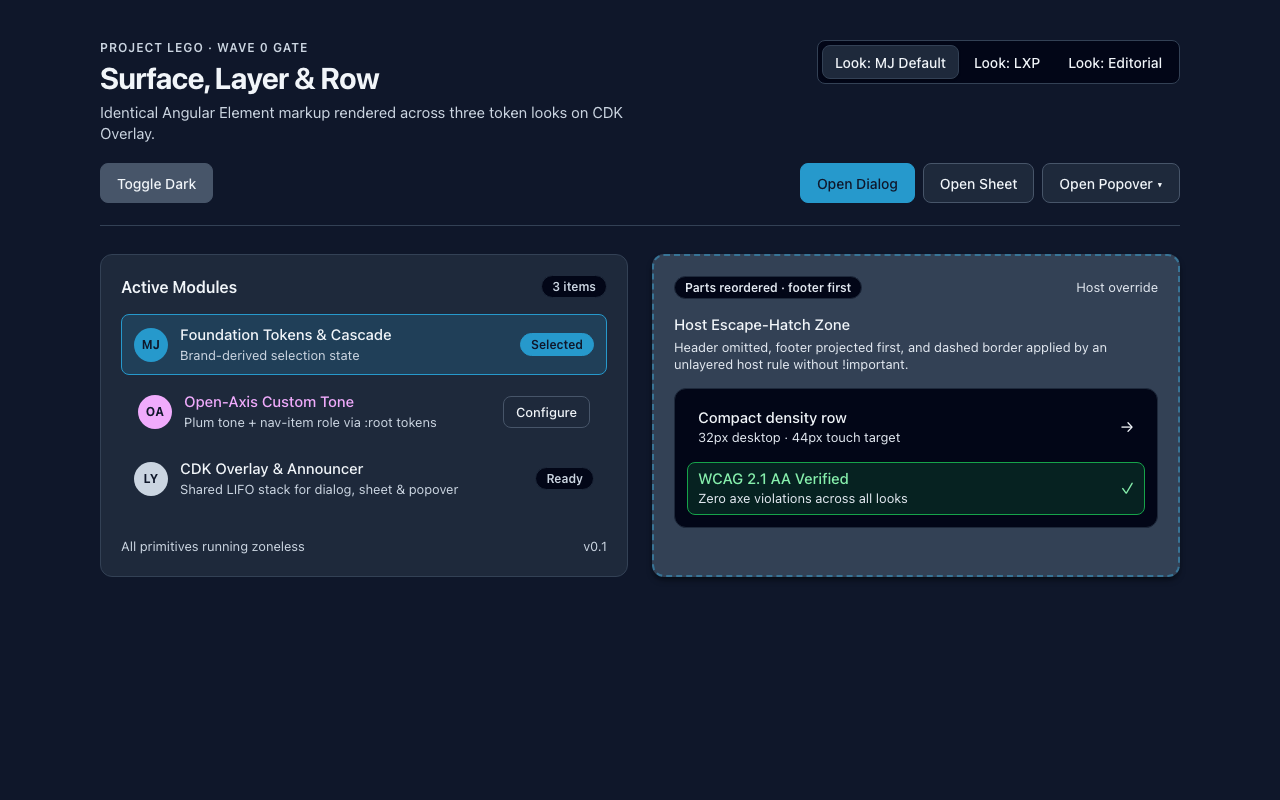 PROJECT LEGO · WAVE 0 GATE
Surface, Layer & Row
Identical Angular Element markup rendered across three token looks on CDK
Overlay.
Look: MJ Default
Look: LXP
Look: Editorial
Toggle Dark
Open Dialog
Open Sheet
Open Popover ▾
Active Modules
3 items
MJ
Foundation Tokens & Cascade
Brand-derived selection state
Selected
OA
Open-Axis Custom Tone
Plum tone + nav-item role via :root tokens
Configure
LY
CDK Overlay & Announcer
Shared LIFO stack for dialog, sheet & popover
Ready
All primitives running zoneless
v0.1
Parts reordered · footer first
Host override
Host Escape-Hatch Zone
Header omitted, footer projected first, and dashed border applied by an
unlayered host rule without !important.
Compact density row
32px desktop · 44px touch target
→
WCAG 2.1 AA Verified
Zero axe violations across all looks
✓